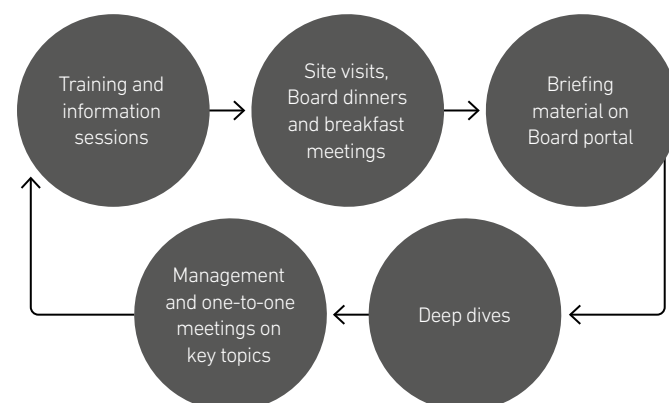 Training and
information
sessions
Site visits,
Board dinners
and breakfast
meetings
Briefing
material on
Board portal
Deep dives
Management
and one-to-one
meetings on
key topics